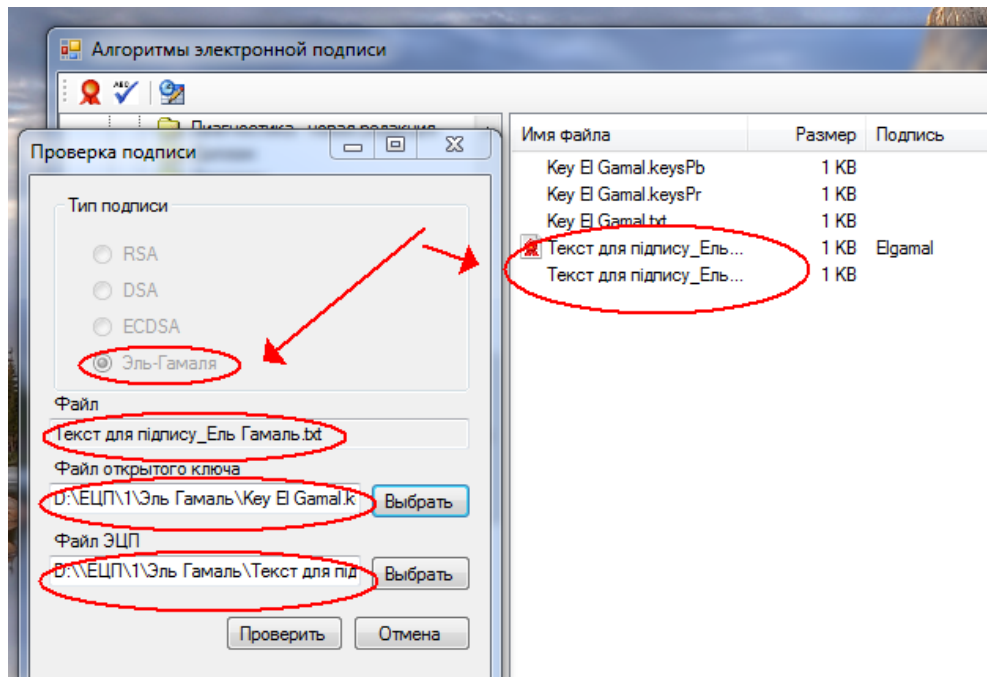 Алгоритмы электронной подписи
Диагностика - новая редакция
Проверка подписи
Тип подписи
RSA
DSA
ECDSA
Эль-Гамаля
Файл
Текст для підпису_Ель Гамаль.txt
Файл открытого ключа
D:\ЕЦП\1\Эль Гамаль\Key El Gamal.k
Выбрать
Файл ЭЦП
D:\\ЕЦП\1\Эль Гамаль\Текст для під
Выбрать
Проверить Отмена
Имя файла Размер Подпись
Key El Gamal.keysPb 1 KB
Key El Gamal.keysPr 1 KB
Key El Gamal.txt 1 KB
Текст для підпису_Ель... 1 KB Elgamal
Текст для підпису_Ель... 1 KB